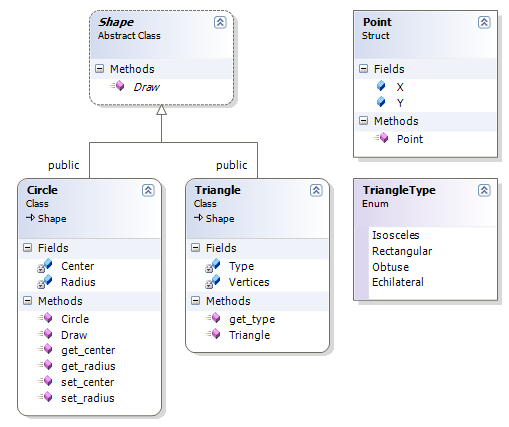 Shape
Abstract Class
Methods
Draw
Point
Struct
Fields
X
Y
Methods
Point
public
public
Circle
Class
Shape
Fields
Center
Radius
Methods
Circle
Draw
get_center
get_radius
set_center
set_radius
Triangle
Class
Shape
Fields
Type
Vertices
Methods
get_type
Triangle
TriangleType
Enum
Isosceles
Rectangular
Obtuse
Echilateral